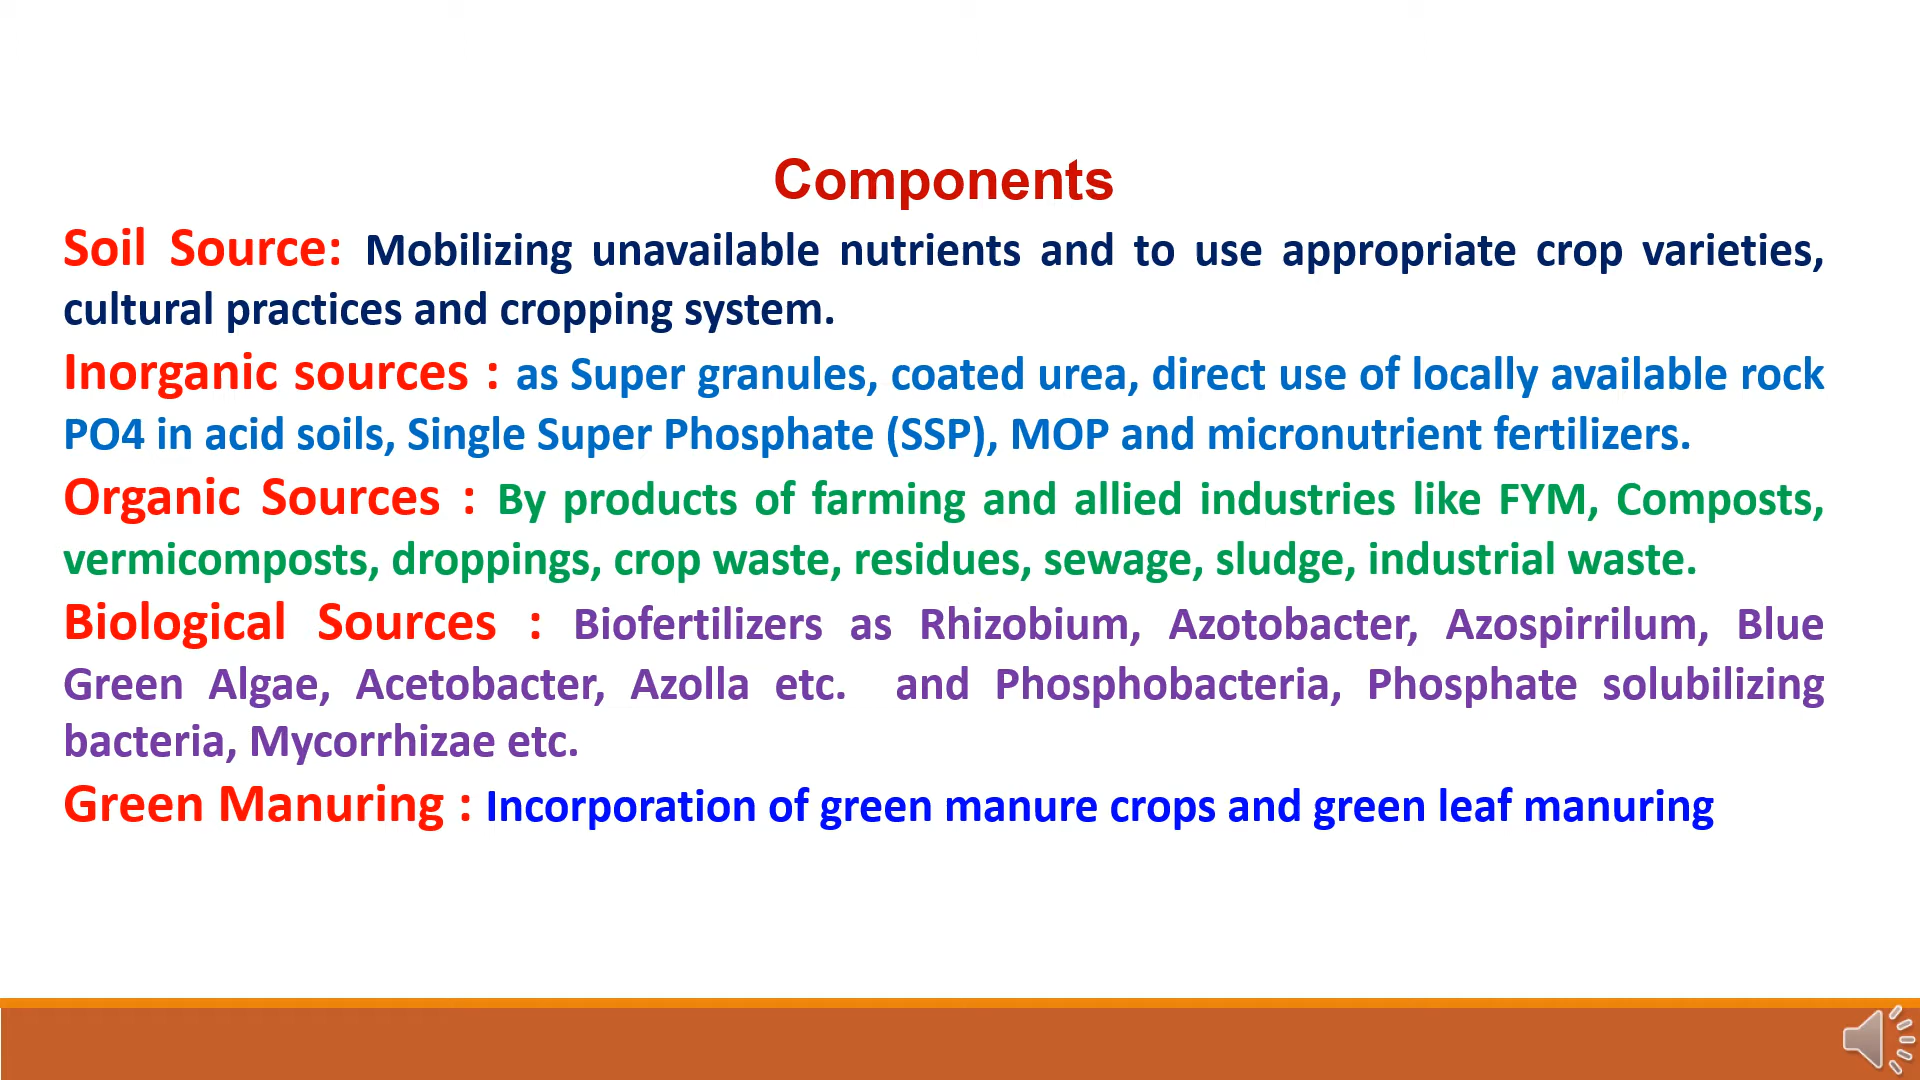 Components
Soil Source: Mobilizing unavailable nutrients and to use appropriate crop varieties,
cultural practices and cropping system.
Inorganic sources : as Super granules, coated urea, direct use of locally available rock
PO4 in acid soils, Single Super Phosphate (SSP), MOP and micronutrient fertilizers.
Organic Sources : By products of farming and allied industries like FYM, Composts,
vermicomposts, droppings, crop waste, residues, sewage, sludge, industrial waste.
Biological Sources : Biofertilizers as Rhizobium, Azotobacter, Azospirrilum, Blue
Green Algae, Acetobacter, Azolla etc. and Phosphobacteria, Phosphate solubilizing
bacteria, Mycorrhizae etc.
Green Manuring : Incorporation of green manure crops and green leaf manuring